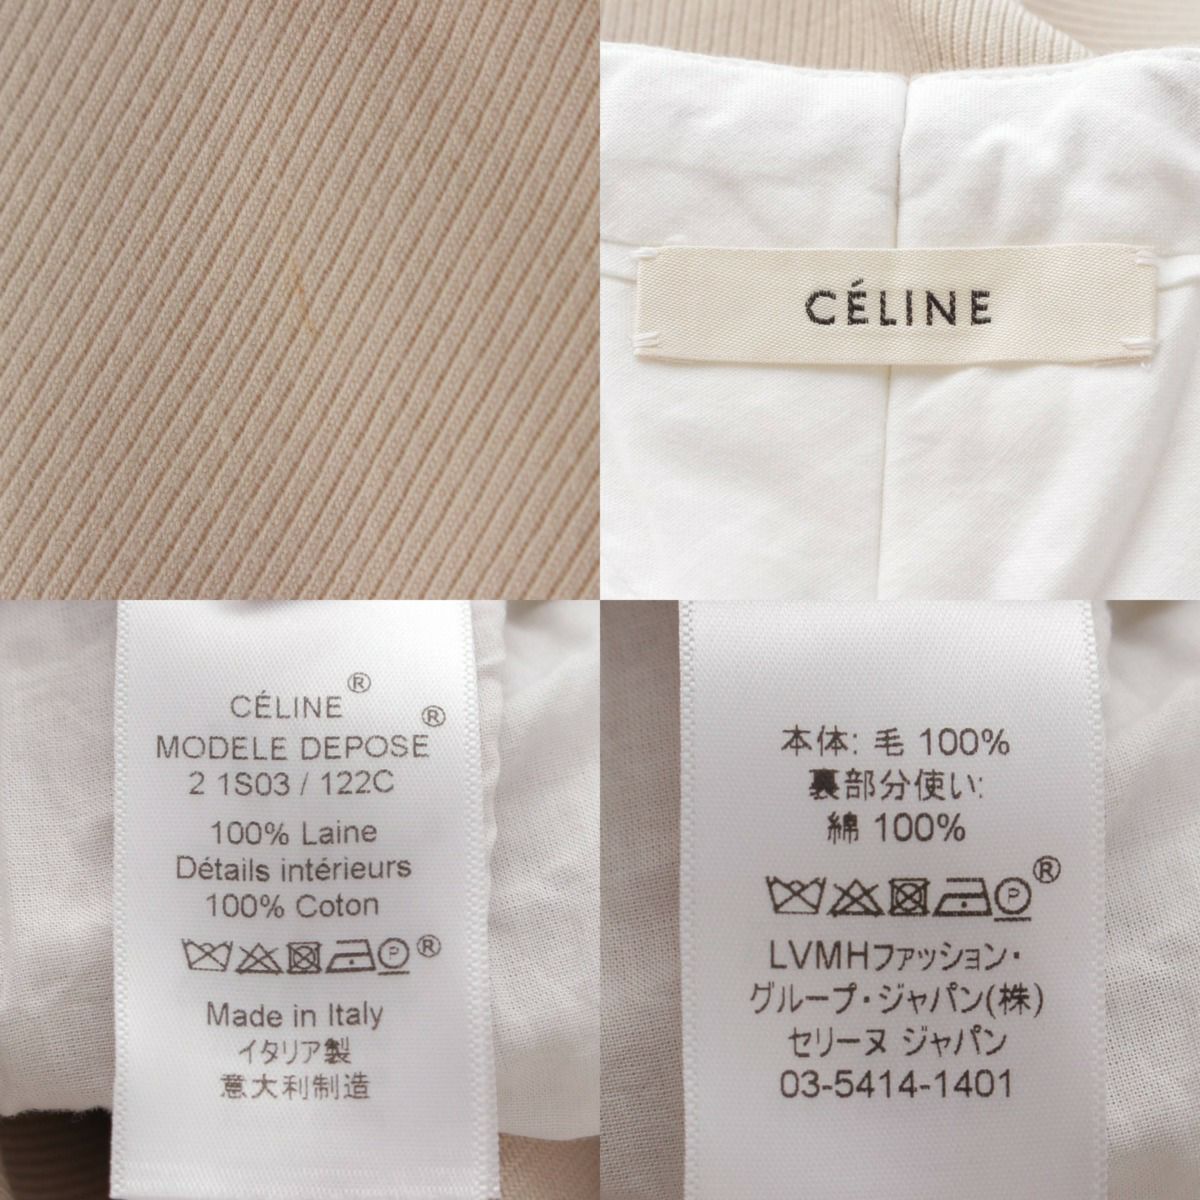 CÉLINE
CÉLINE®
MODELE DEPOSE®
2 1S03 / 122C
100% Laine
Détails intérieurs
100% Coton
P ®
Made in Italy
イタリア製
意大利制造
本体: 毛 100%
裏部分使い:
綿 100%
P ®
LVMHファッション・
グループ・ジャパン(株)
セリーヌ ジャパン
03-5414-1401